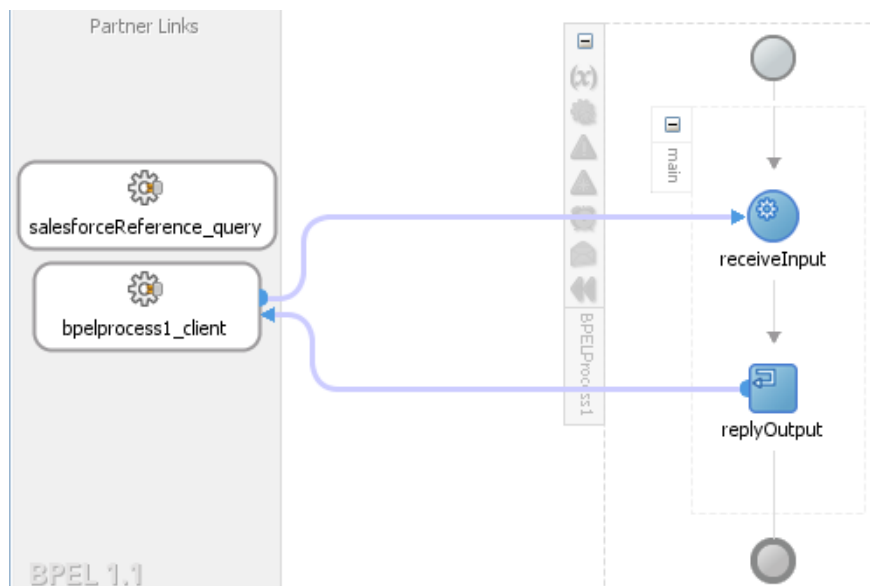 Partner Links
salesforceReference_query
bpelprocess1_client
BPEL 1.1
(x)
BPELProcess1
main
receiveInput
replyOutput